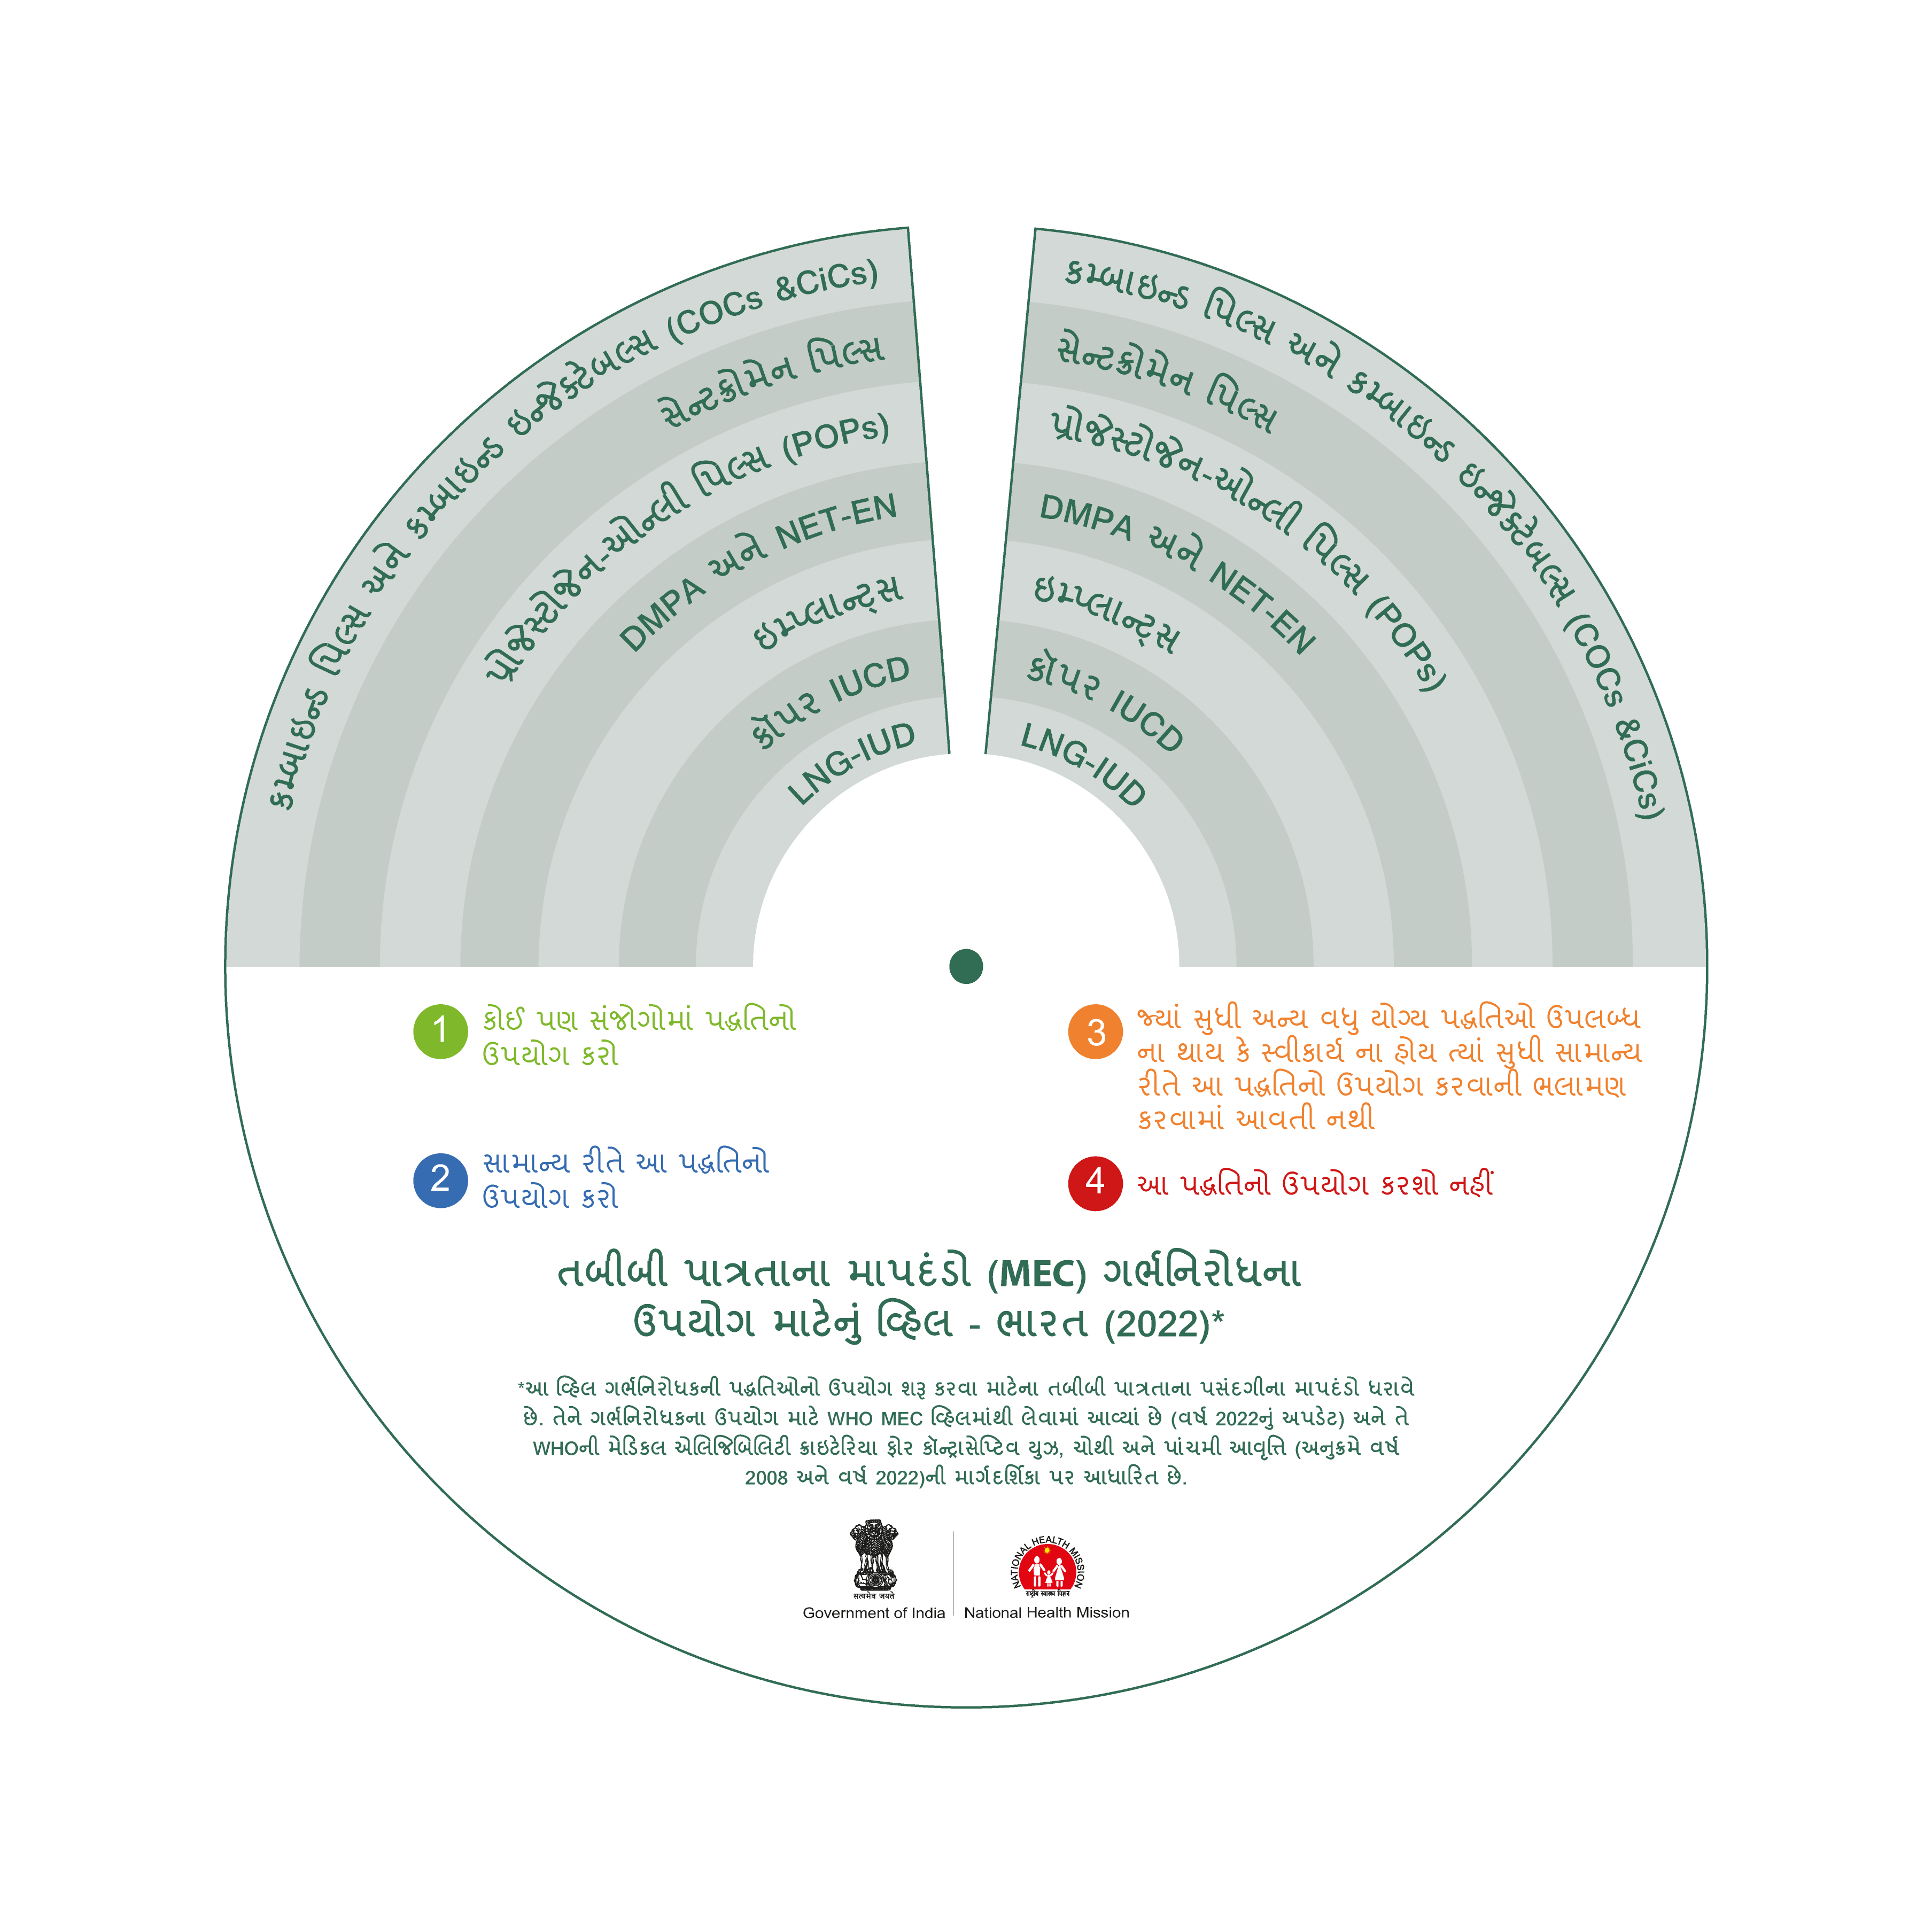 કમ્બાઇન્ડ પિલ્સ અને કમ્બાઇન્ડ ઇન્જેક્ટેબલ્સ (COCs &CiCs)
સેન્ટક્રોમેન પિલ્સ
પ્રોજેસ્ટોજેન-ઓન્લી પિલ્સ (POPs)
DMPA અને NET-EN
ઇમ્પ્લાન્ટ્સ
કૉપર IUCD
LNG-IUD
કમ્બાઇન્ડ પિલ્સ અને કમ્બાઇન્ડ ઇન્જેક્ટેબલ્સ (COCs &CiCs)
સેન્ટક્રોમેન પિલ્સ
પ્રોજેસ્ટોજેન-ઓન્લી પિલ્સ (POPs)
DMPA અને NET-EN
ઇમ્પ્લાન્ટ્સ
કૉપર IUCD
LNG-IUD
1 કોઈ પણ સંજોગોમાં પદ્ધતિનો
ઉપયોગ કરો
2 સામાન્ય રીતે આ પદ્ધતિનો
ઉપયોગ કરો
3 જ્યાં સુધી અન્ય વધુ યોગ્ય પદ્ધતિઓ ઉપલબ્ધ
ના થાય કે સ્વીકાર્ય ના હોય ત્યાં સુધી સામાન્ય
રીતે આ પદ્ધતિનો ઉપયોગ કરવાની ભલામણ
કરવામાં આવતી નથી
4 આ પદ્ધતિનો ઉપયોગ કરશો નહીં
તબીબી પાત્રતાના માપદંડો (MEC) ગર્ભનિરોધના
ઉપયોગ માટેનું વ્હિલ - ભારત (2022)*
*આ વ્હિલ ગર્ભનિરોધકની પદ્ધતિઓનો ઉપયોગ શરૂ કરવા માટેના તબીબી પાત્રતાના પસંદગીના માપદંડો ધરાવે
છે. તેને ગર્ભનિરોધકના ઉપયોગ માટે WHO MEC વ્હિલમાંથી લેવામાં આવ્યાં છે (વર્ષ 2022નું અપડેટ) અને તે
WHOની મેડિકલ એલિજિબિલિટી ક્રાઇટેરિયા ફોર કૉન્ટ્રાસેપ્ટિવ યુઝ, ચોથી અને પાંચમી આવૃત્તિ (અનુક્રમે વર્ષ
2008 અને વર્ષ 2022)ની માર્ગદર્શિકા પર આધારિત છે.
सत्यमेव जयते
Government of India
NATIONAL HEALTH MISSION
राष्ट्रीय स्वास्थ्य मिशन
National Health Mission